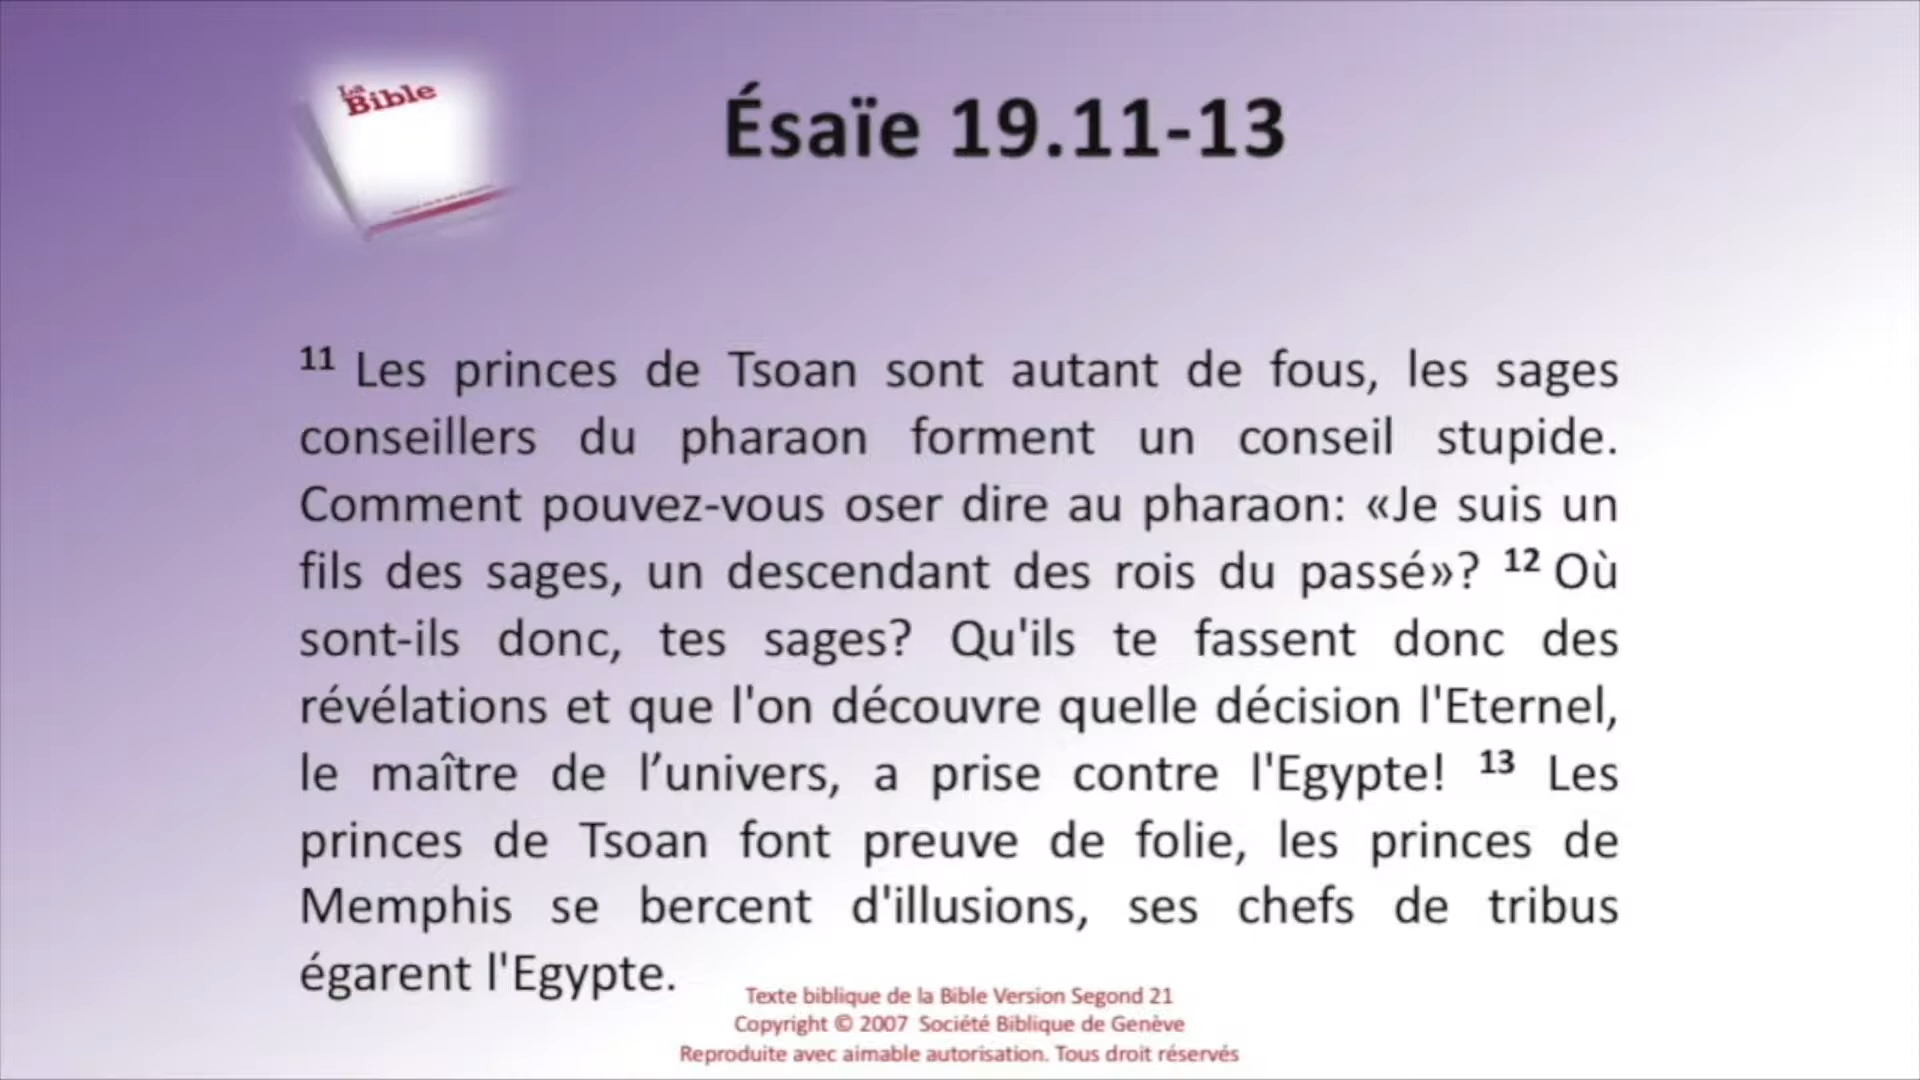 La
Bible
Ésaïe 19.11-13
11 Les princes de Tsoan sont autant de fous, les sages
conseillers du pharaon forment un conseil stupide.
Comment pouvez-vous oser dire au pharaon: «Je suis un
fils des sages, un descendant des rois du passé»? 12 Où
sont-ils donc, tes sages? Qu'ils te fassent donc des
révélations et que l'on découvre quelle décision l'Eternel,
le maître de l’univers, a prise contre l'Egypte! 13 Les
princes de Tsoan font preuve de folie, les princes de
Memphis se bercent d'illusions, ses chefs de tribus
égarent l'Egypte.
Texte biblique de la Bible Version Segond 21
Copyright © 2007 Société Biblique de Genève
Reproduite avec aimable autorisation. Tous droit réservés